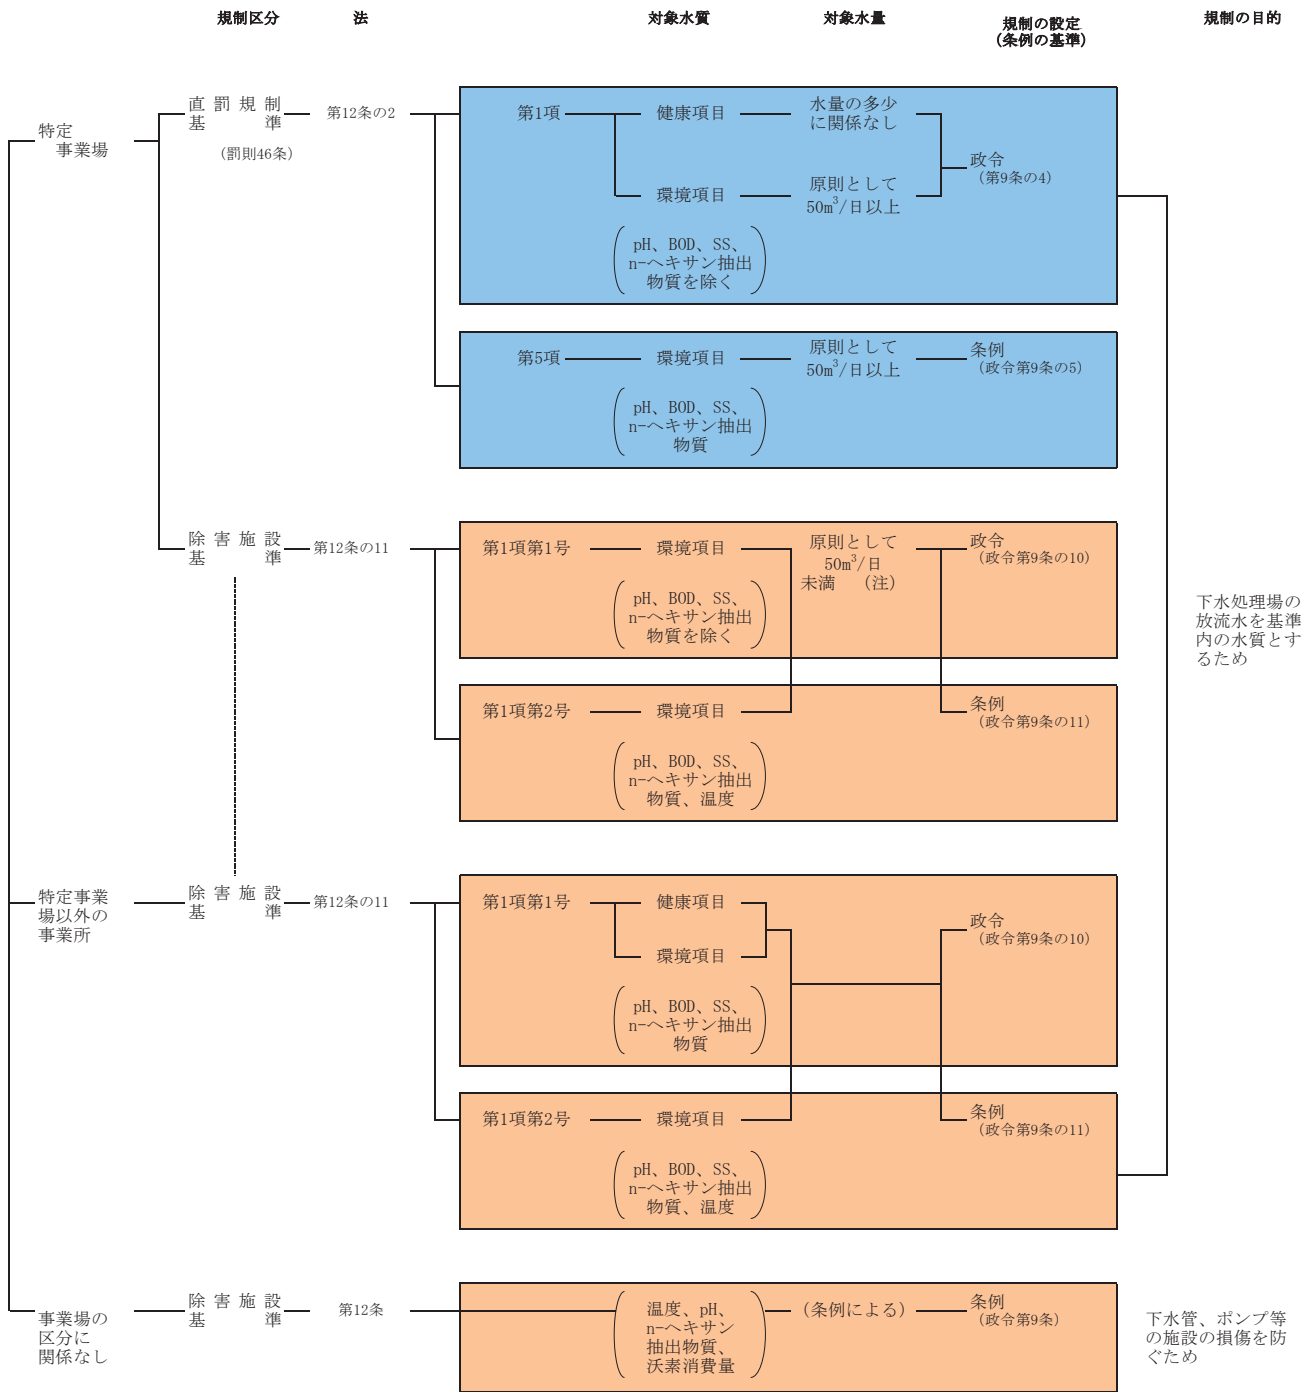 規制区分
法
対象水質
対象水量
規制の設定
(条例の基準)
規制の目的
特定
事業場
直罰規制
基準
(罰則46条)
第12条の2
第1項
健康項目
水量の多少
に関係なし
環境項目
原則として
50m³/日以上
政令
(第9条の4)
pH、BOD、SS、
n-ヘキサン抽出
物質を除く
第5項
環境項目
原則として
50m³/日以上
条例
(政令第9条の5)
pH、BOD、SS、
n-ヘキサン抽出
物質
除害施設
基準
第12条の11
第1項第1号
環境項目
原則として
50m³/日
未満 (注)
政令
(政令第9条の10)
pH、BOD、SS、
n-ヘキサン抽出
物質を除く
第1項第2号
環境項目
条例
(政令第9条の11)
pH、BOD、SS、
n-ヘキサン抽出
物質、温度
下水処理場の
放流水を基準
内の水質とす
るため
特定事業
場以外の
事業所
除害施設
基準
第12条の11
第1項第1号
健康項目
環境項目
政令
(政令第9条の10)
pH、BOD、SS、
n-ヘキサン抽出
物質
第1項第2号
環境項目
条例
(政令第9条の11)
pH、BOD、SS、
n-ヘキサン抽出
物質、温度
事業場の
区分に
関係なし
除害施設
基準
第12条
温度、pH、
n-ヘキサン
抽出物質、
沃素消費量
(条例による)
条例
(政令第9条)
下水管、ポンプ等
の施設の損傷を防
ぐため